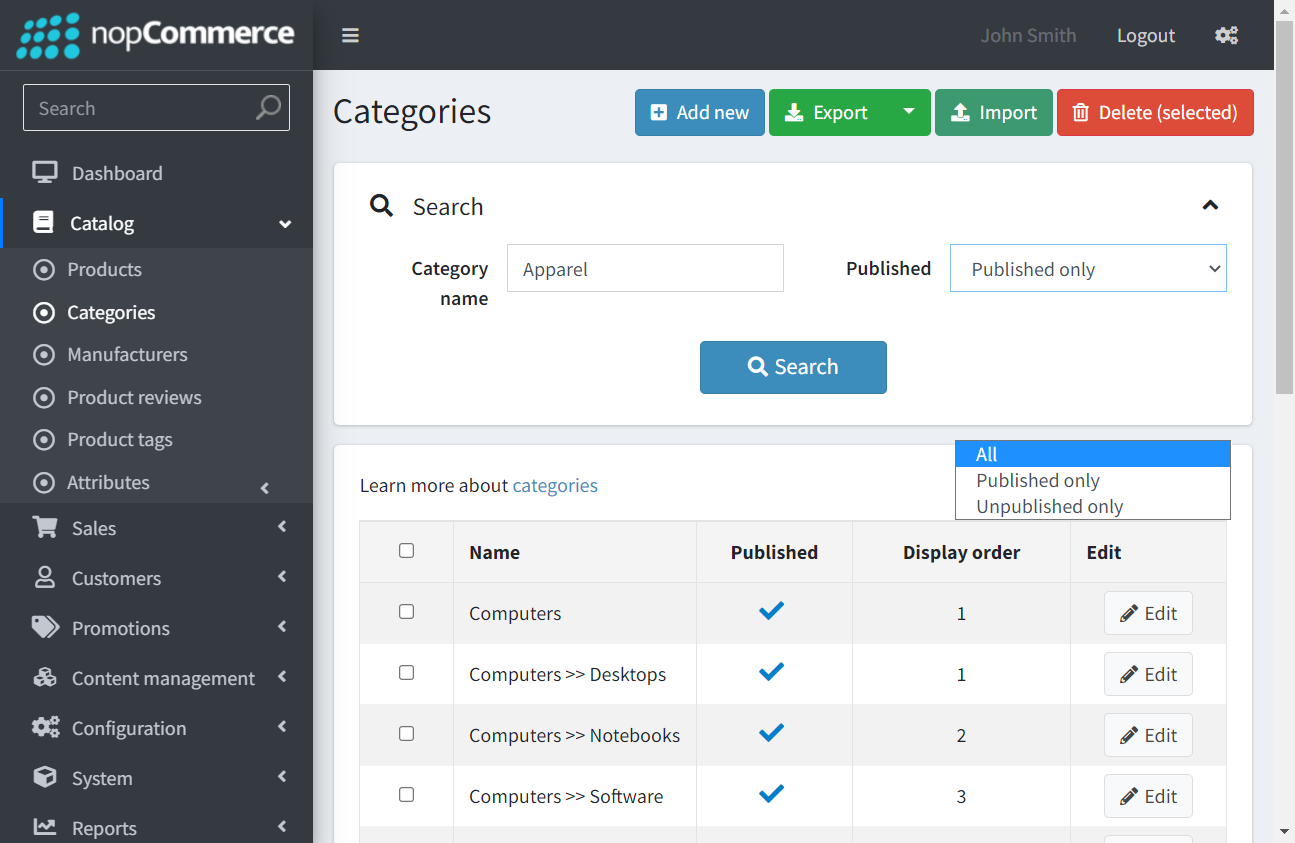 nopCommerce
John Smith
Logout
Search
Dashboard
Catalog
Products
Categories
Manufacturers
Product reviews
Product tags
Attributes
Sales
Customers
Promotions
Content management
Configuration
System
Reports
Categories
Add new
Export
Import
Delete (selected)
Search
Category name
Apparel
Published
Published only
Search
All
Published only
Unpublished only
Learn more about categories
Name Published Display order Edit
Computers 1 Edit
Computers >> Desktops 1 Edit
Computers >> Notebooks 2 Edit
Computers >> Software 3 Edit